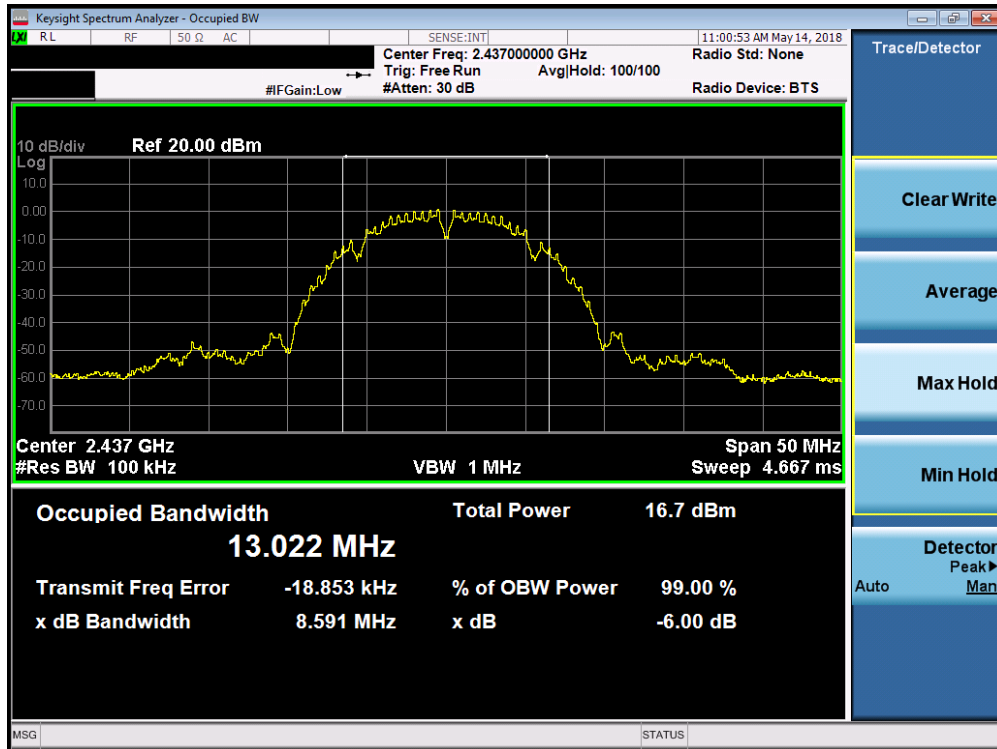 Keysight Spectrum Analyzer - Occupied BW
LXI RL RF 50 Ω AC SENSE:INT 11:00:53 AM May 14, 2018
Center Freq: 2.437000000 GHz Radio Std: None
Trig: Free Run Avg|Hold: 100/100
#IFGain:Low #Atten: 30 dB Radio Device: BTS
Trace/Detector
10 dB/div Ref 20.00 dBm
Log
10.0
0.00
-10.0
-20.0
-30.0
-40.0
-50.0
-60.0
-70.0
Center 2.437 GHz Span 50 MHz
#Res BW 100 kHz VBW 1 MHz Sweep 4.667 ms
Occupied Bandwidth Total Power 16.7 dBm
13.022 MHz
Transmit Freq Error -18.853 kHz % of OBW Power 99.00 %
x dB Bandwidth 8.591 MHz x dB -6.00 dB
Clear Write
Average
Max Hold
Min Hold
Detector
Peak▶
Auto Man
MSG STATUS